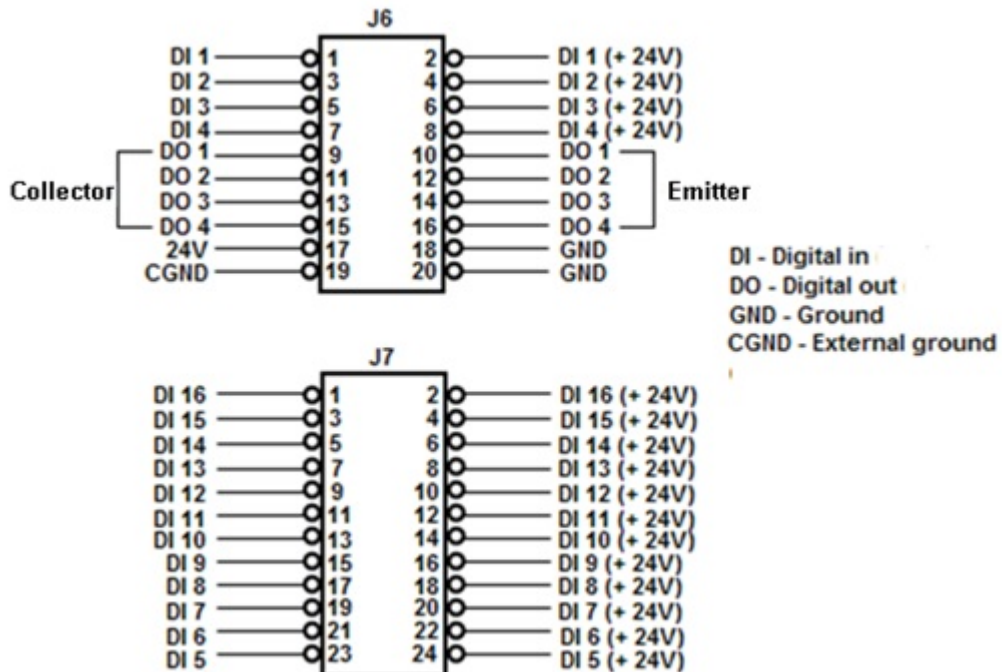 J6
DI 1 1 2 DI 1 (+ 24V)
DI 2 3 4 DI 2 (+ 24V)
DI 3 5 6 DI 3 (+ 24V)
DI 4 7 8 DI 4 (+ 24V)
DO 1 9 10 DO 1
DO 2 11 12 DO 2
Collector Emitter
DO 3 13 14 DO 3
DO 4 15 16 DO 4
24V 17 18 GND
CGND 19 20 GND
DI - Digital in
DO - Digital out
GND - Ground
CGND - External ground
J7
DI 16 1 2 DI 16 (+ 24V)
DI 15 3 4 DI 15 (+ 24V)
DI 14 5 6 DI 14 (+ 24V)
DI 13 7 8 DI 13 (+ 24V)
DI 12 9 10 DI 12 (+ 24V)
DI 11 11 12 DI 11 (+ 24V)
DI 10 13 14 DI 10 (+ 24V)
DI 9 15 16 DI 9 (+ 24V)
DI 8 17 18 DI 8 (+ 24V)
DI 7 19 20 DI 7 (+ 24V)
DI 6 21 22 DI 6 (+ 24V)
DI 5 23 24 DI 5 (+ 24V)